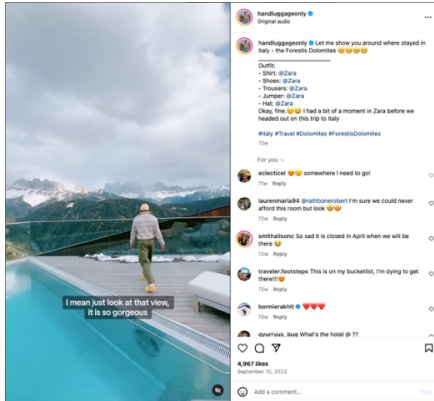 handluggageonly
Original audio
handluggageonly Let me show you around where stayed in
Italy - the Forestis Dolomites 😍😍😍😍
Outfit:
- Shirt: @Zara
- Shoes: @Zara
- Trousers: @Zara
- Jumper: @Zara
- Hat: @Zara
Okay, fine. I had a bit of a moment in Zara before we
headed out on this trip to Italy
#Italy #Travel #Dolomites #ForestisDolomites
72w
For you
eclecticel 😍 somewhere I need to go!
71w Reply
laurenmaria94 @rathbonerobert I'm sure we could never
afford this room but look 😍😍
72w Reply
smithalisonc So sad it is closed in April when we will be
there 😭
72w Reply
traveler.footsteps This is on my bucketlist, I'm dying to get
there!!!😍
72w Reply
bonnierakhit ❤️❤️❤️
72w Reply
gyurryus_bug What's the hotel @ ??
I mean just look at that view,
it is so gorgeous
4,967 likes
September 10, 2023
Add a comment...
Post